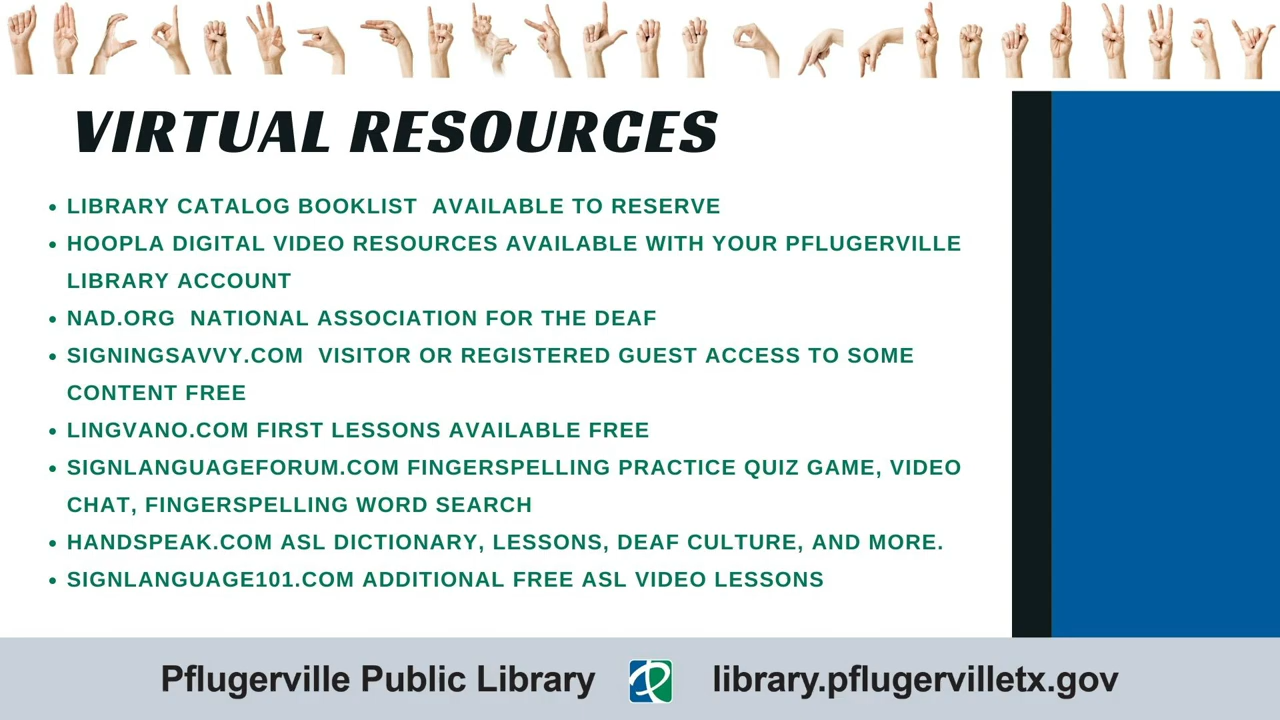 VIRTUAL RESOURCES
• LIBRARY CATALOG BOOKLIST  AVAILABLE TO RESERVE
• HOOPLA DIGITAL VIDEO RESOURCES AVAILABLE WITH YOUR PFLUGERVILLE
LIBRARY ACCOUNT
• NAD.ORG  NATIONAL ASSOCIATION FOR THE DEAF
• SIGNINGSAVVY.COM  VISITOR OR REGISTERED GUEST ACCESS TO SOME
CONTENT FREE
• LINGVANO.COM FIRST LESSONS AVAILABLE FREE
• SIGNLANGUAGEFORUM.COM FINGERSPELLING PRACTICE QUIZ GAME, VIDEO
CHAT, FINGERSPELLING WORD SEARCH
• HANDSPEAK.COM ASL DICTIONARY, LESSONS, DEAF CULTURE, AND MORE.
• SIGNLANGUAGE101.COM ADDITIONAL FREE ASL VIDEO LESSONS
Pflugerville Public Library library.pflugervilletx.gov